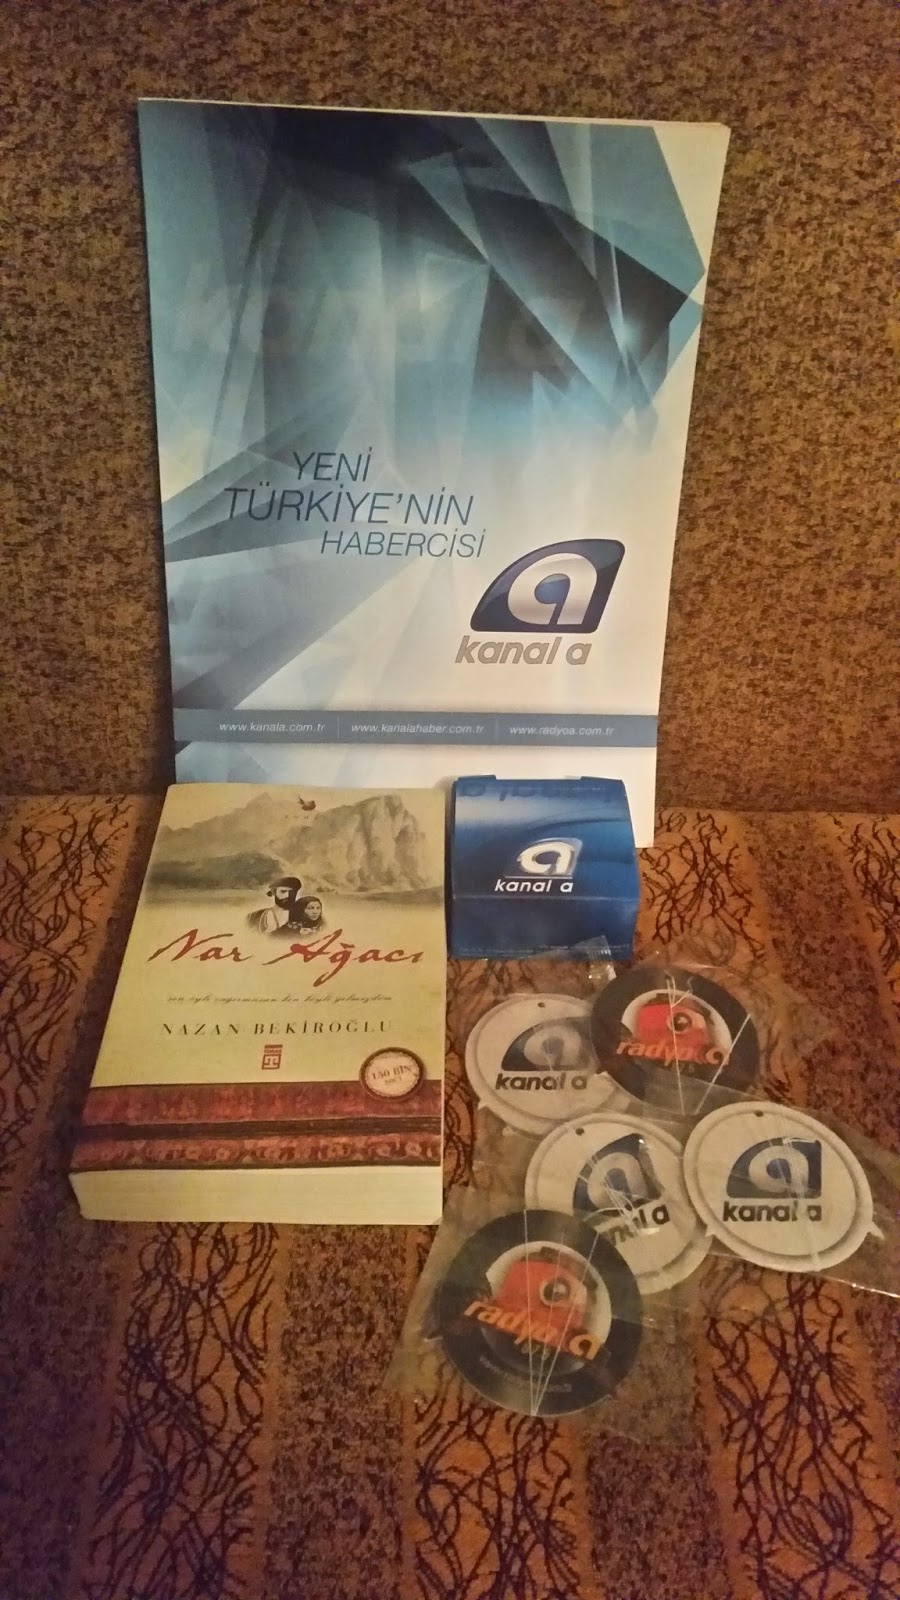 YENİ
TÜRKİYE'NİN
HABERCİSİ
a
kanal a
www.kanala.com.tr
www.kanalahaber.com.tr
www.radyoa.com.tr
a
kanal a
Nar Ağacı
NAZAN BEKİROĞLU
150 BİN
kanal a
radyo a
kanal a
kanal a
radyo a